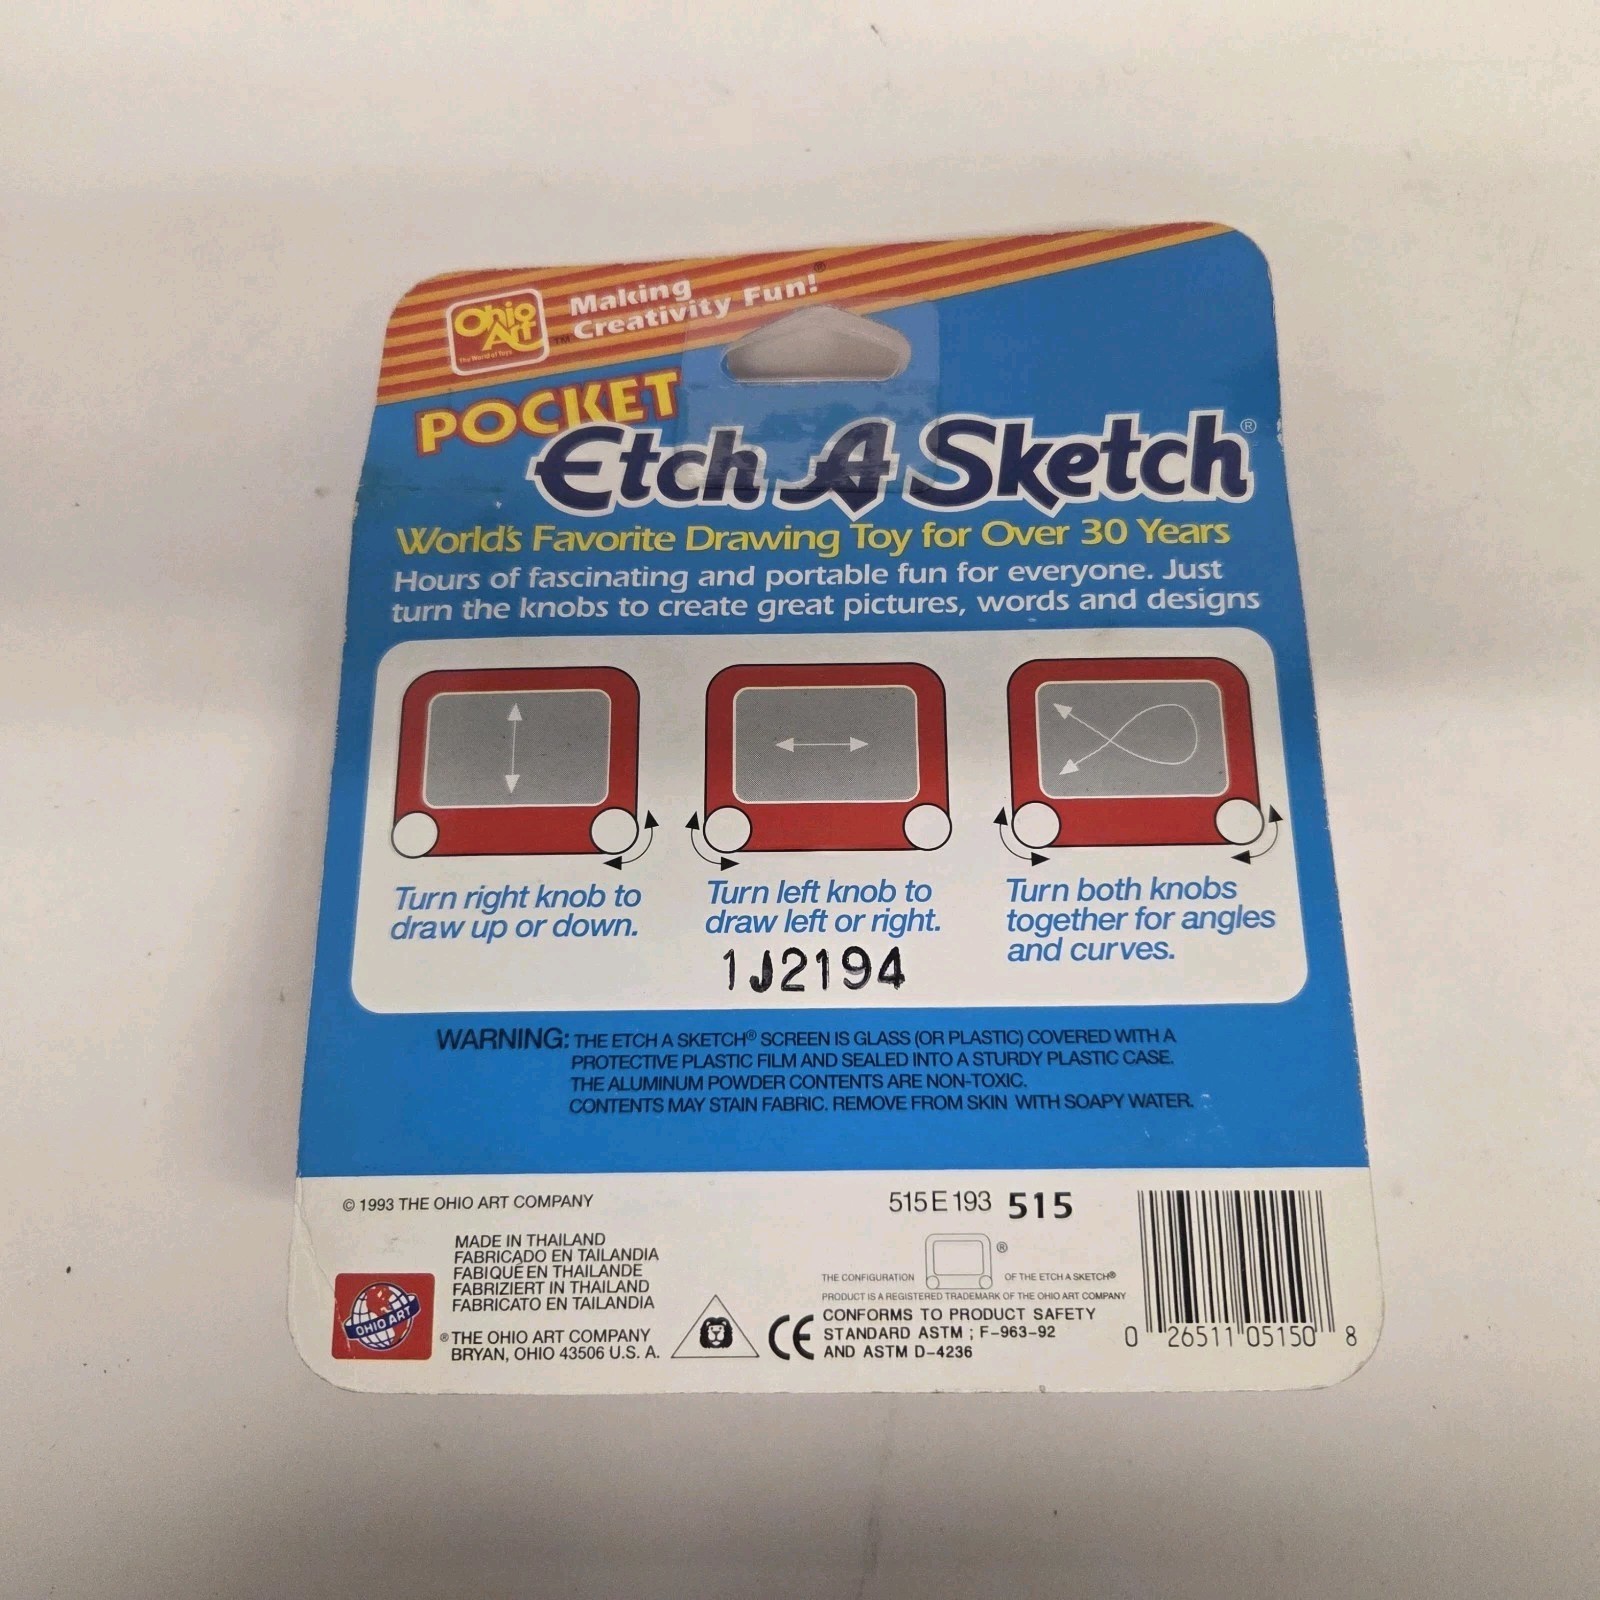 Ohio Art
The World of Toys
TM
Making
Creativity Fun!®
POCKET
Etch A Sketch®
World's Favorite Drawing Toy for Over 30 Years
Hours of fascinating and portable fun for everyone. Just
turn the knobs to create great pictures, words and designs
Turn right knob to
draw up or down.
Turn left knob to
draw left or right.
Turn both knobs
together for angles
and curves.
1J2194
WARNING: THE ETCH A SKETCH® SCREEN IS GLASS (OR PLASTIC) COVERED WITH A
PROTECTIVE PLASTIC FILM AND SEALED INTO A STURDY PLASTIC CASE.
THE ALUMINUM POWDER CONTENTS ARE NON-TOXIC.
CONTENTS MAY STAIN FABRIC. REMOVE FROM SKIN WITH SOAPY WATER.
© 1993 THE OHIO ART COMPANY
515E193 515
MADE IN THAILAND
FABRICADO EN TAILANDIA
FABIQUÉ EN THAILANDE
FABRIZIERT IN THAILAND
FABRICATO EN TAILANDIA
OHIO ART
® THE OHIO ART COMPANY
BRYAN, OHIO 43506 U.S. A.
CE
THE CONFIGURATION ® OF THE ETCH A SKETCH®
PRODUCT IS A REGISTERED TRADEMARK OF THE OHIO ART COMPANY
CONFORMS TO PRODUCT SAFETY
STANDARD ASTM ; F-963-92
AND ASTM D-4236
0 26511 05150 8